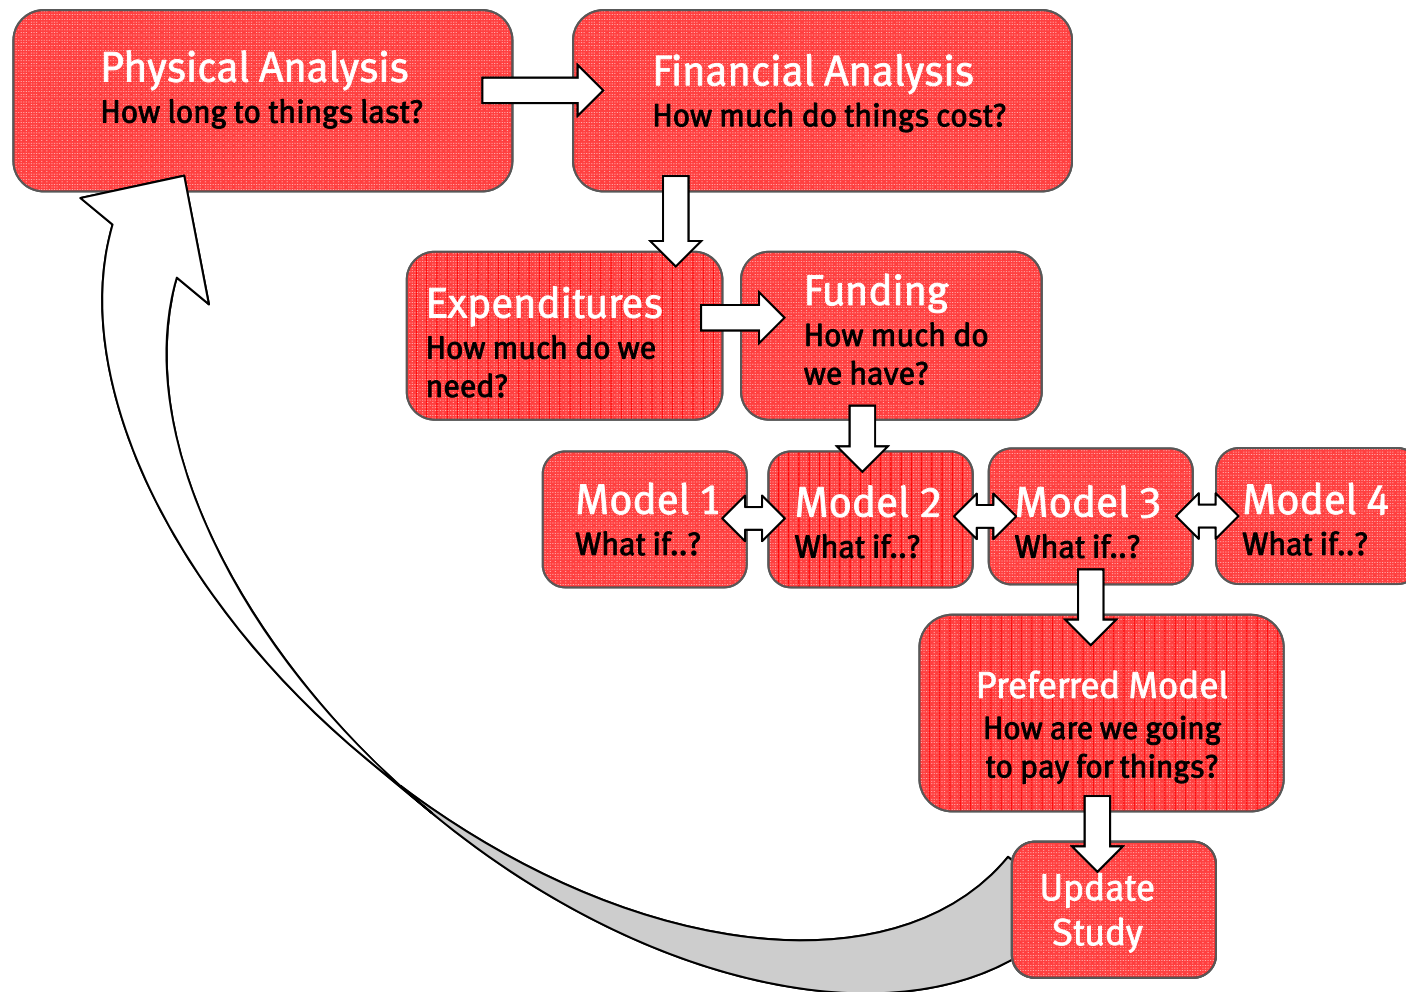 Physical Analysis
How long to things last?
Financial Analysis
How much do things cost?
Expenditures
How much do we
need?
Funding
How much do
we have?
Model 1
What if..?
Model 2
What if..?
Model 3
What if..?
Model 4
What if..?
Preferred Model
How are we going
to pay for things?
Update
Study